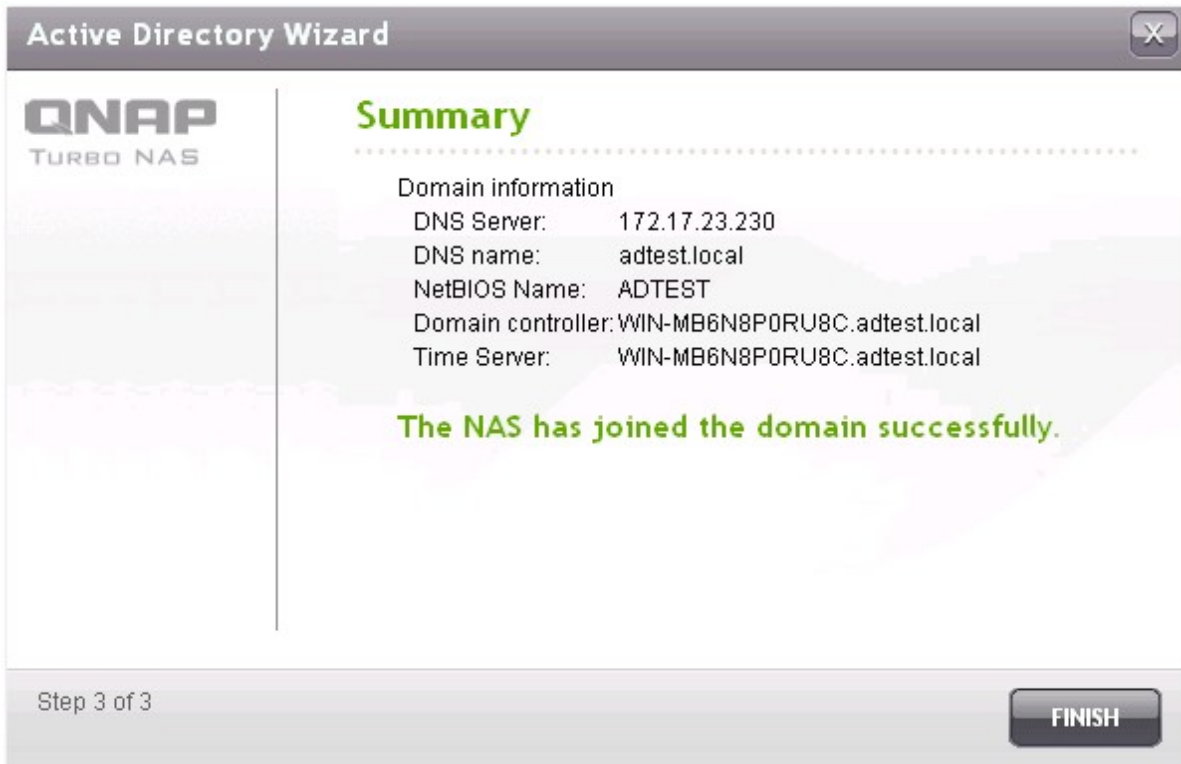 Active Directory Wizard
X
QNAP
TURBO NAS
Summary
Domain information
DNS Server: 172.17.23.230
DNS name: adtest.local
NetBIOS Name: ADTEST
Domain controller: WIN-MB6N8P0RU8C.adtest.local
Time Server: WIN-MB6N8P0RU8C.adtest.local
The NAS has joined the domain successfully.
Step 3 of 3
FINISH